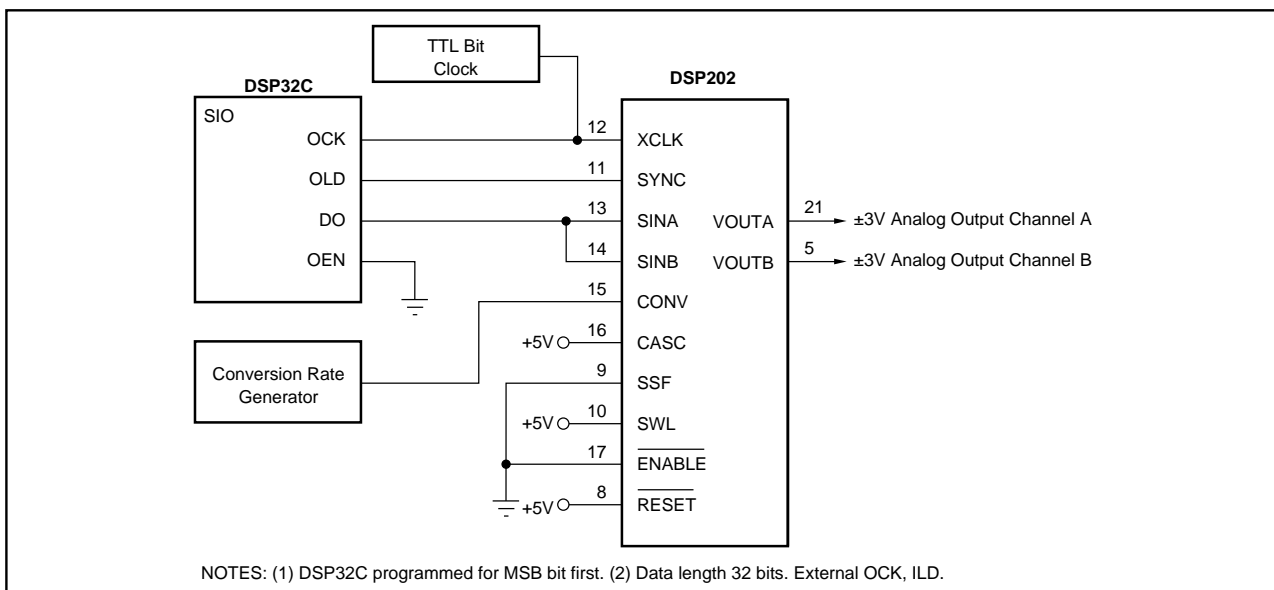 TTL Bit
Clock
DSP32C
DSP202
SIO
OCK
12
XCLK
OLD
11
SYNC
DO
13
SINA
VOUTA
21
±3V Analog Output Channel A
OEN
14
SINB
VOUTB
5
±3V Analog Output Channel B
15
CONV
+5V
16
CASC
Conversion Rate
Generator
9
SSF
+5V
10
SWL
17
ENABLE
+5V
8
RESET
NOTES: (1) DSP32C programmed for MSB bit first. (2) Data length 32 bits. External OCK, ILD.